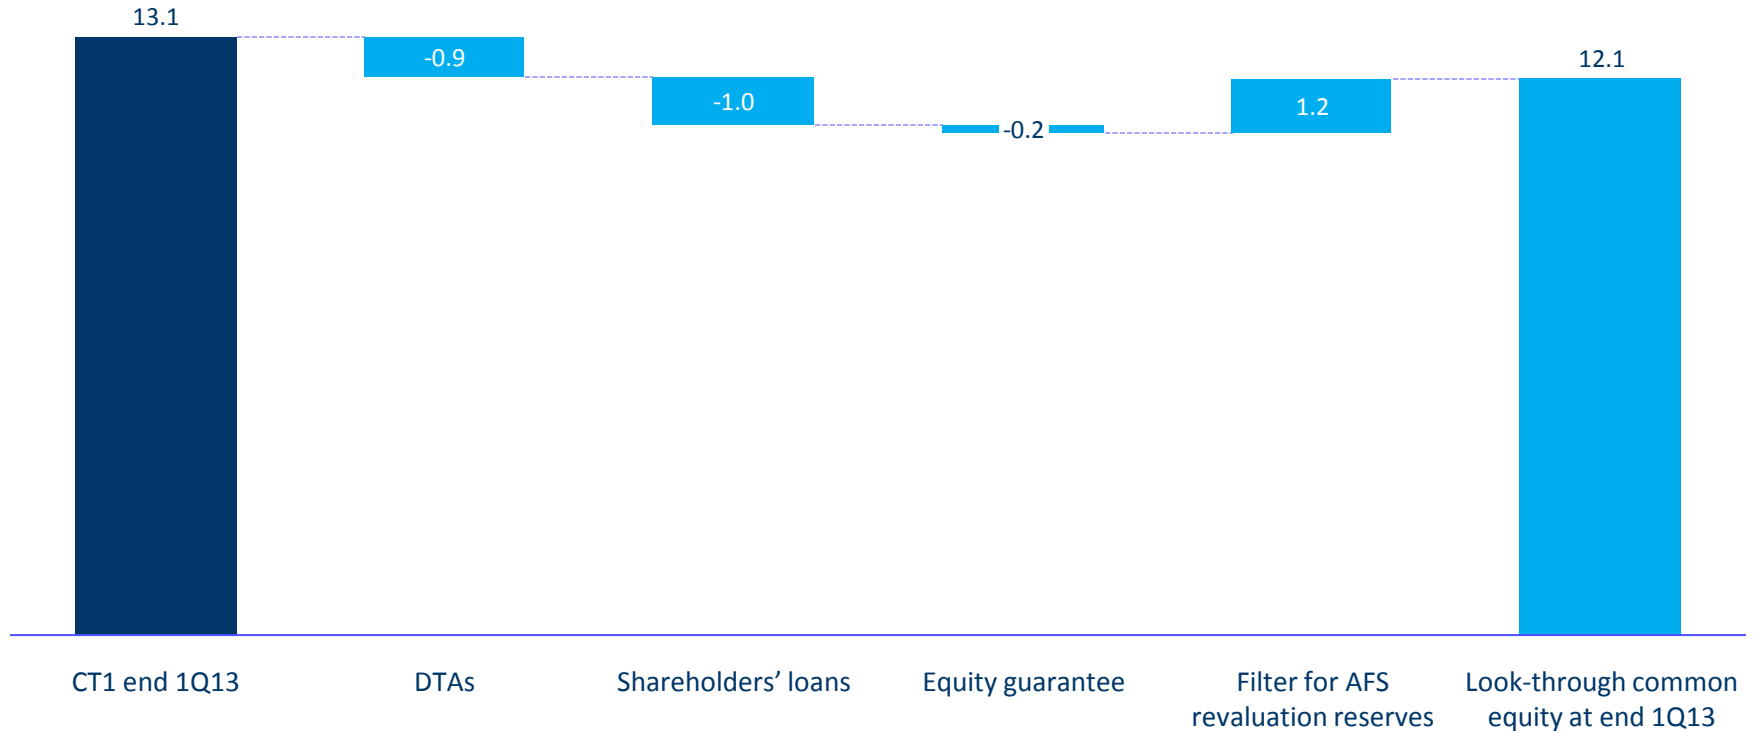 13.1
-0.9
-1.0
-0.2
1.2
12.1
CT1 end 1Q13
DTAs
Shareholders’ loans
Equity guarantee
Filter for AFS
revaluation reserves
Look-through common
equity at end 1Q13